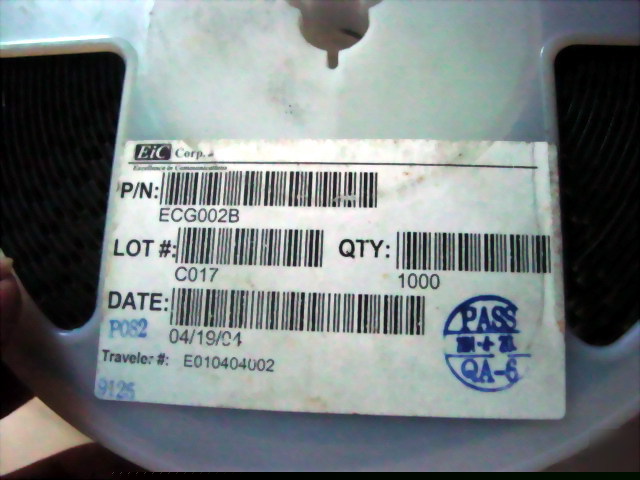 EiC Corp.
Excellence in Communications
P/N:
ECG002B
LOT #: QTY:
C017 1000
DATE:
P082 04/19/04
Traveler #: E010404002
9125
PASS
QA-6